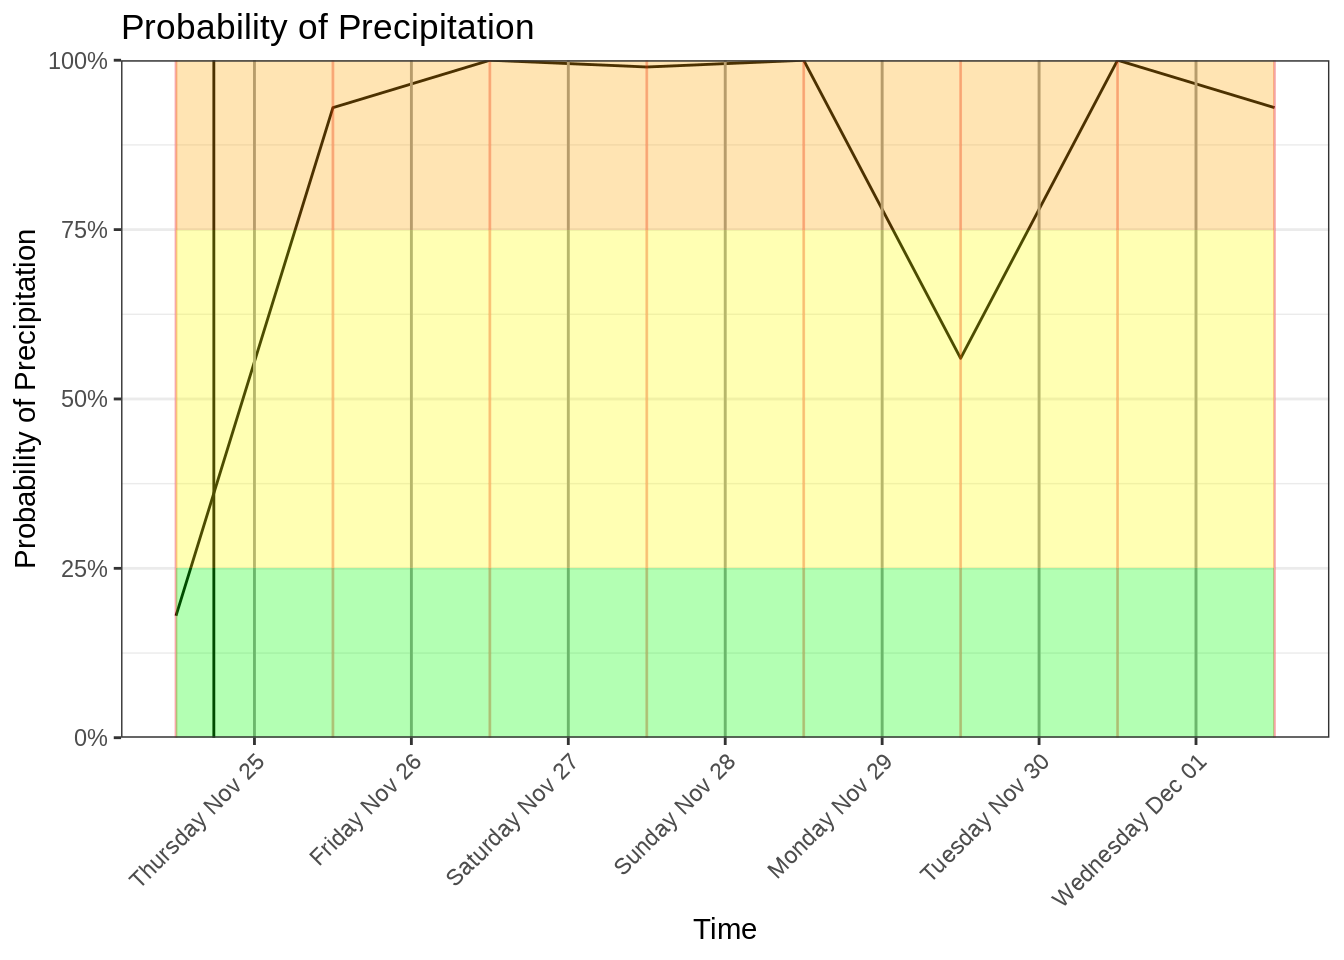 Probability of Precipitation
Probability of Precipitation
100%
75%
50%
25%
0%
Thursday Nov 25
Friday Nov 26
Saturday Nov 27
Sunday Nov 28
Monday Nov 29
Tuesday Nov 30
Wednesday Dec 01
Time